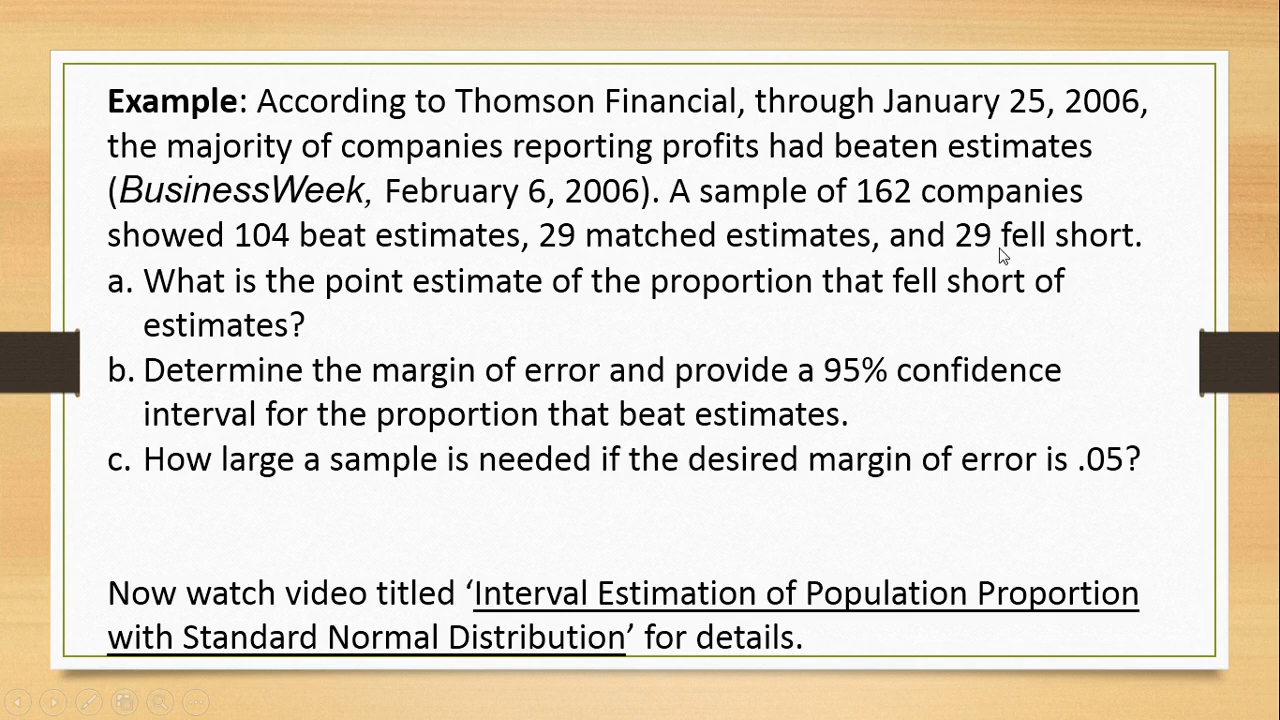 Example: According to Thomson Financial, through January 25, 2006,
the majority of companies reporting profits had beaten estimates
(BusinessWeek, February 6, 2006). A sample of 162 companies
showed 104 beat estimates, 29 matched estimates, and 29 fell short.
a. What is the point estimate of the proportion that fell short of
estimates?
b. Determine the margin of error and provide a 95% confidence
interval for the proportion that beat estimates.
c. How large a sample is needed if the desired margin of error is .05?
Now watch video titled ‘Interval Estimation of Population Proportion
with Standard Normal Distribution’ for details.